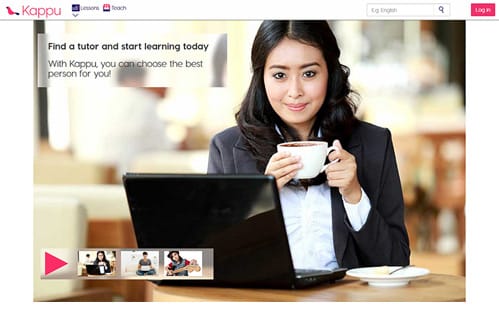 Kappu
Lessons
Teach
E.g. English
Log in
Find a tutor and start learning today
With Kappu, you can choose the best
person for you!